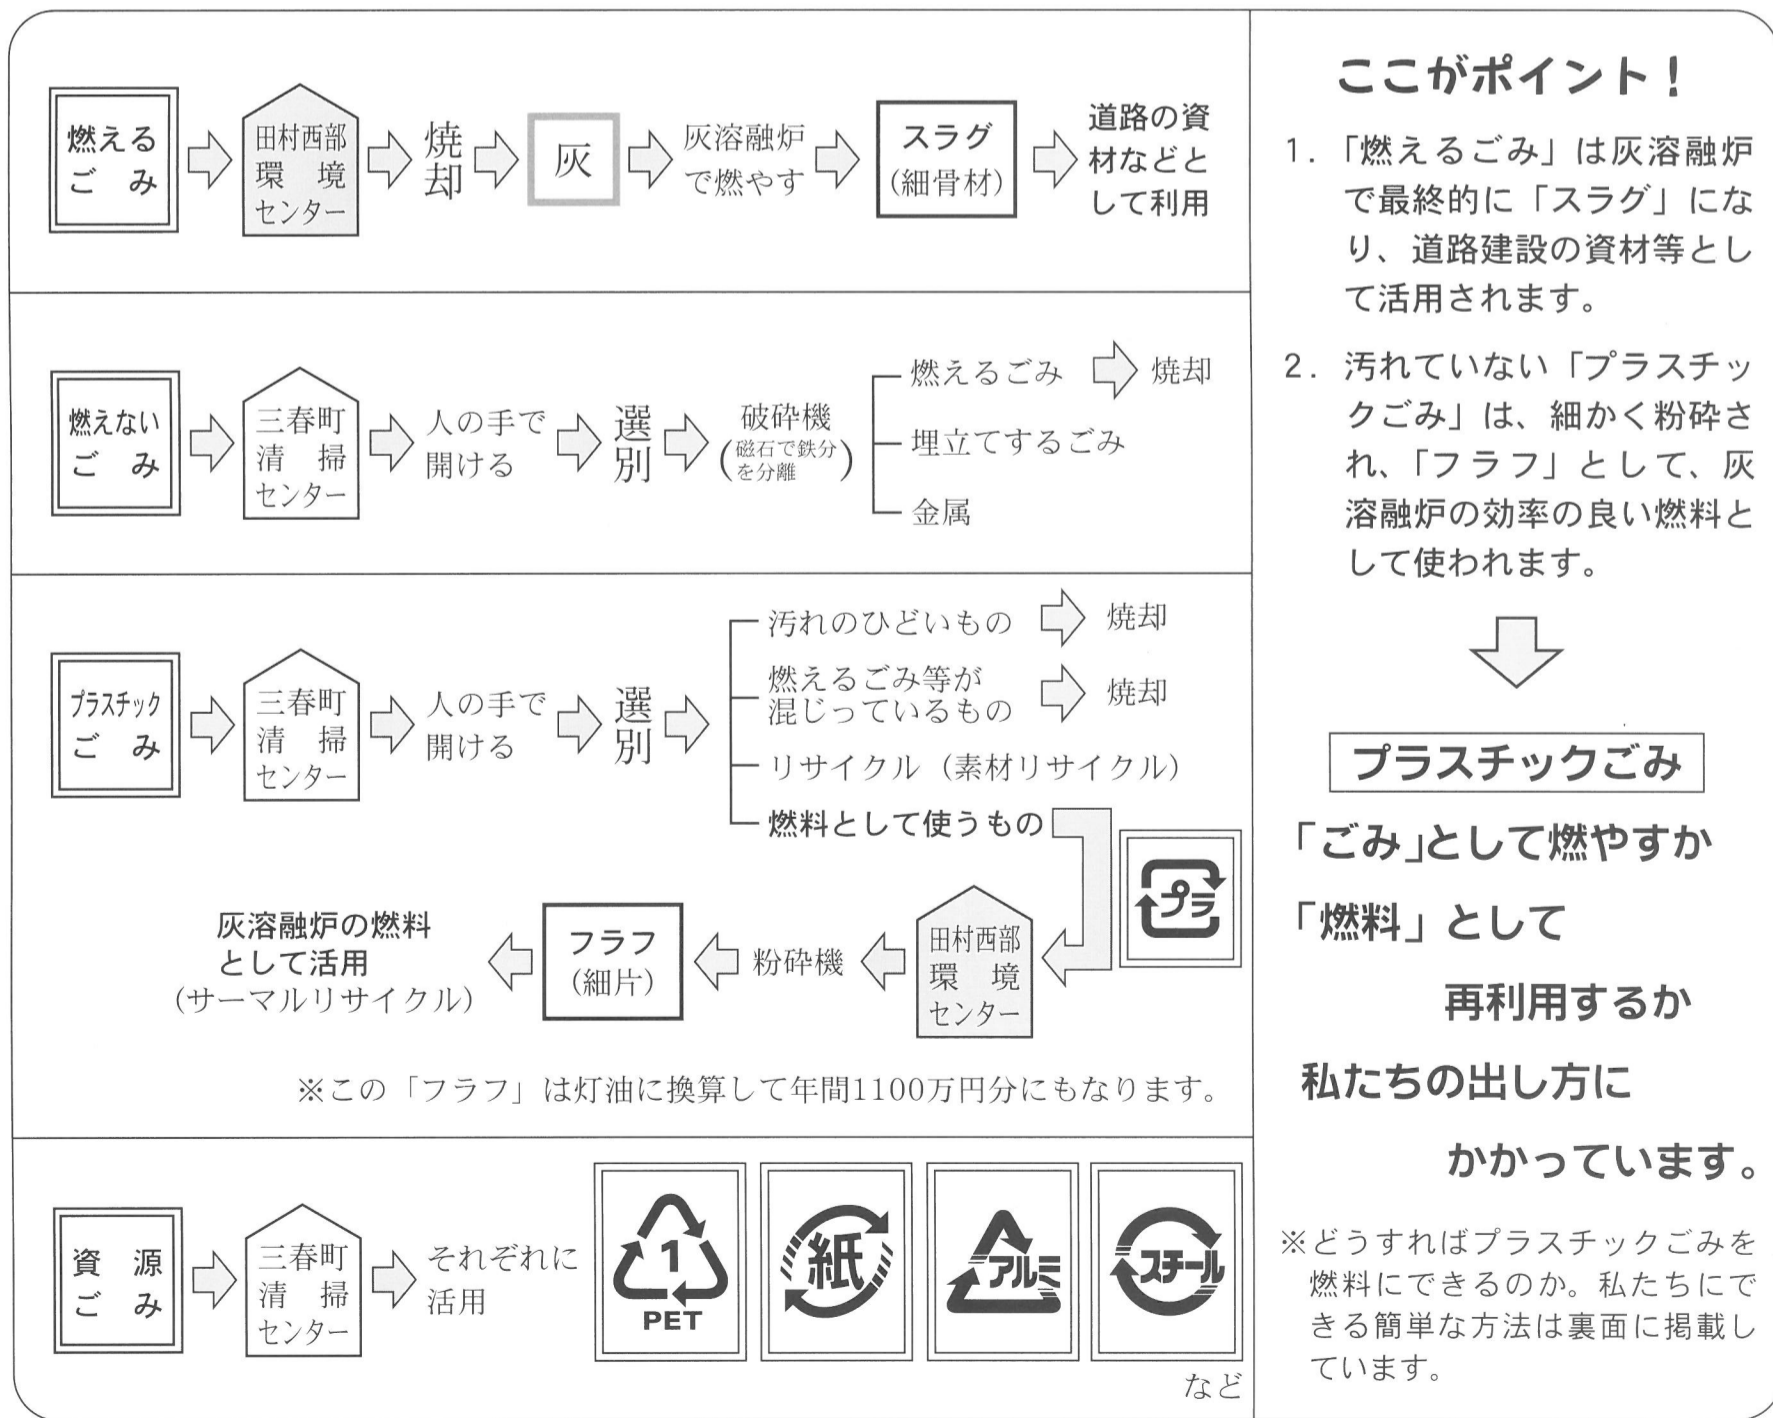 燃える
ご み
田村西部
環 境
センター
焼却
灰
灰溶融炉
で燃やす
スラグ
(細骨材)
道路の資
材などと
して利用
燃えない
ご み
三春町
清 掃
センター
人の手で
開ける
選別
破砕機
(磁石で鉄分
を分離)
燃えるごみ
焼却
埋立てするごみ
金属
プラスチック
ご み
三春町
清 掃
センター
人の手で
開ける
選別
汚れのひどいもの
焼却
燃えるごみ等が
混じっているもの
焼却
リサイクル(素材リサイクル)
燃料として使うもの
プラ
田村西部
環 境
センター
粉砕機
フラフ
(細片)
灰溶融炉の燃料
として活用
(サーマルリサイクル)
※この「フラフ」は灯油に換算して年間1100万円分にもなります。
資 源
ご み
三春町
清 掃
センター
それぞれに
活用
1
PET
紙
アルミ
スチール
など
ここがポイント!
1.「燃えるごみ」は灰溶融炉
で最終的に「スラグ」にな
り、道路建設の資材等とし
て活用されます。
2.汚れていない「プラスチッ
クごみ」は、細かく粉砕さ
れ、「フラフ」として、灰
溶融炉の効率の良い燃料と
して使われます。
プラスチックごみ
「ごみ」として燃やすか
「燃料」として
再利用するか
私たちの出し方に
かかっています。
※どうすればプラスチックごみを
燃料にできるのか。私たちにで
きる簡単な方法は裏面に掲載し
ています。